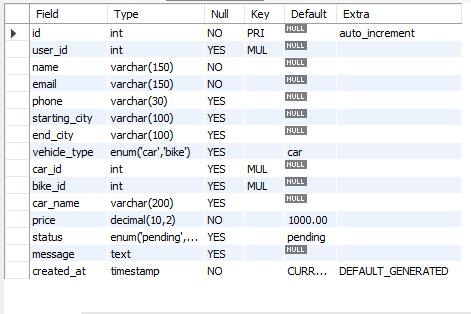 Field Type Null Key Default Extra
id int NO PRI NULL auto_increment
user_id int YES MUL NULL
name varchar(150) NO NULL
email varchar(150) NO NULL
phone varchar(30) YES NULL
starting_city varchar(100) YES NULL
end_city varchar(100) YES NULL
vehicle_type enum('car','bike') YES car
car_id int YES MUL NULL
bike_id int YES MUL NULL
car_name varchar(200) YES NULL
price decimal(10,2) NO 1000.00
status enum('pending',... YES pending
message text YES NULL
created_at timestamp NO CURR... DEFAULT_GENERATED